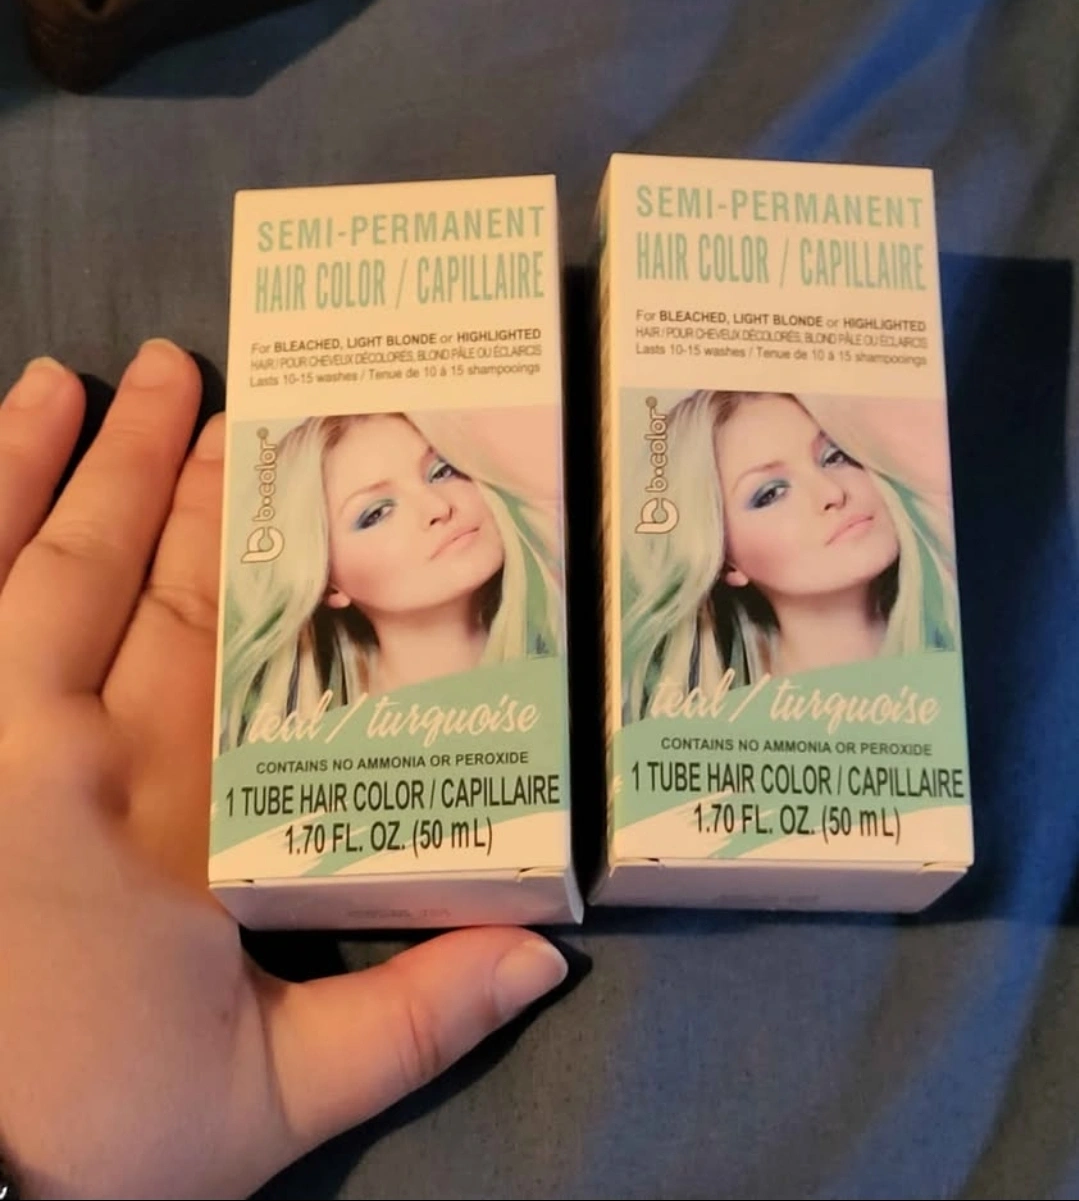 SEMI-PERMANENT
HAIR COLOR / CAPILLAIRE
For BLEACHED, LIGHT BLONDE or HIGHLIGHTED
HAIR / POUR CHEVEUX DÉCOLORÉS, BLOND PÂLE OU ÉCLAIRCIS
Lasts 10-15 washes / Tenue de 10 à 15 shampooings
b•color®
teal / turquoise
CONTAINS NO AMMONIA OR PEROXIDE
1 TUBE HAIR COLOR / CAPILLAIRE
1.70 FL. OZ. (50 mL)
SEMI-PERMANENT
HAIR COLOR / CAPILLAIRE
For BLEACHED, LIGHT BLONDE or HIGHLIGHTED
HAIR / POUR CHEVEUX DÉCOLORÉS, BLOND PÂLE OU ÉCLAIRCIS
Lasts 10-15 washes / Tenue de 10 à 15 shampooings
b•color®
teal / turquoise
CONTAINS NO AMMONIA OR PEROXIDE
1 TUBE HAIR COLOR / CAPILLAIRE
1.70 FL. OZ. (50 mL)